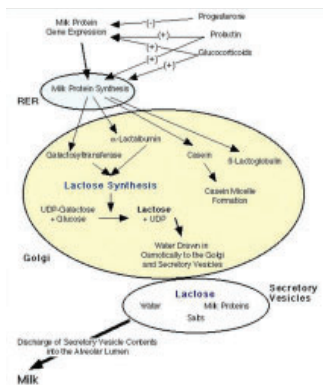 Milk Protein
Gene Expression
Progesterone
(-)
Prolactin
(+)
Glucocorticoids
(+)
(+)
(+)
RER
Milk Protein Synthesis
α-Lactalbumin
Galactosyltransferase
Casein
ß-Lactoglobulin
Lactose Synthesis
Casein Micelle
Formation
UDP-Galactose
+ Glucose
Lactose
+ UDP
Water Drawn in
Osmotically to the Golgi
and Secretory Vesicles
Golgi
Lactose
Water
Milk Proteins
Salts
Secretory
Vesicles
Discharge of Secretory Vesicle Contents
into the Alveolar Lumen
Milk